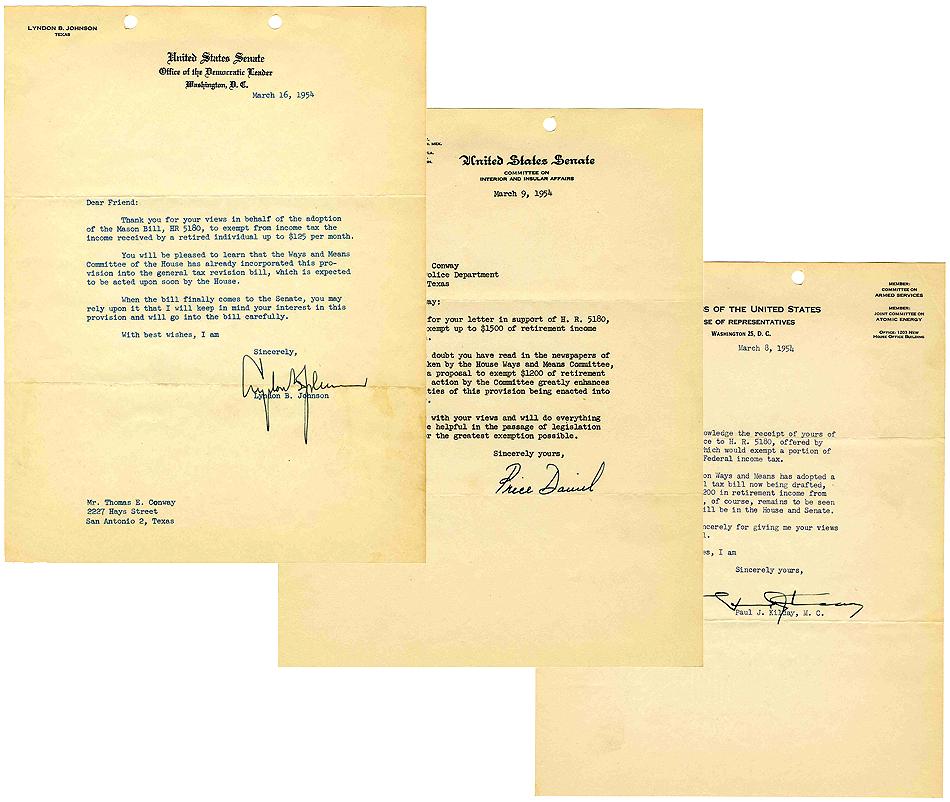 LYNDON B. JOHNSON
TEXAS
United States Senate
Office of the Democratic Leader
Washington, D. C.
March 16, 1954
Dear Friend:
Thank you for your views in behalf of the adoption
of the Mason Bill, HR 5180, to exempt from income tax the
income received by a retired individual up to $125 per month.
You will be pleased to learn that the Ways and Means
Committee of the House has already incorporated this pro-
vision into the general tax revision bill, which is expected
to be acted upon soon by the House.
When the bill finally comes to the Senate, you may
rely upon it that I will keep in mind your interest in this
provision and will go into the bill carefully.
With best wishes, I am
Sincerely,
Lyndon B. Johnson
Lyndon B. Johnson
Mr. Thomas E. Conway
2227 Hays Street
San Antonio 2, Texas
. MEX.
LA.
United States Senate
COMMITTEE ON
INTERIOR AND INSULAR AFFAIRS
March 9, 1954
Conway
olice Department
Texas
ay:
for your letter in support of H. R. 5180,
xempt up to $1500 of retirement income
.
doubt you have read in the newspapers of
ken by the House Ways and Means Committee,
a proposal to exempt $1200 of retirement
action by the Committee greatly enhances
ties of this provision being enacted into
.
with your views and will do everything
e helpful in the passage of legislation
r the greatest exemption possible.
Sincerely yours,
Price Daniel
MEMBER:
COMMITTEE ON
ARMED SERVICES
MEMBER:
JOINT COMMITTEE ON
ATOMIC ENERGY
OFFICE: 1203 NEW
HOUSE OFFICE BUILDING
S OF THE UNITED STATES
SE OF REPRESENTATIVES
WASHINGTON 25, D. C.
March 8, 1954
owledge the receipt of yours of
ce to H. R. 5180, offered by
hich would exempt a portion of
Federal income tax.
on Ways and Means has adopted a
l tax bill now being drafted,
200 in retirement income from
, of course, remains to be seen
ill be in the House and Senate.
ncerely for giving me your views
l.
es, I am
Sincerely yours,
Paul J. Kilday, M. C.